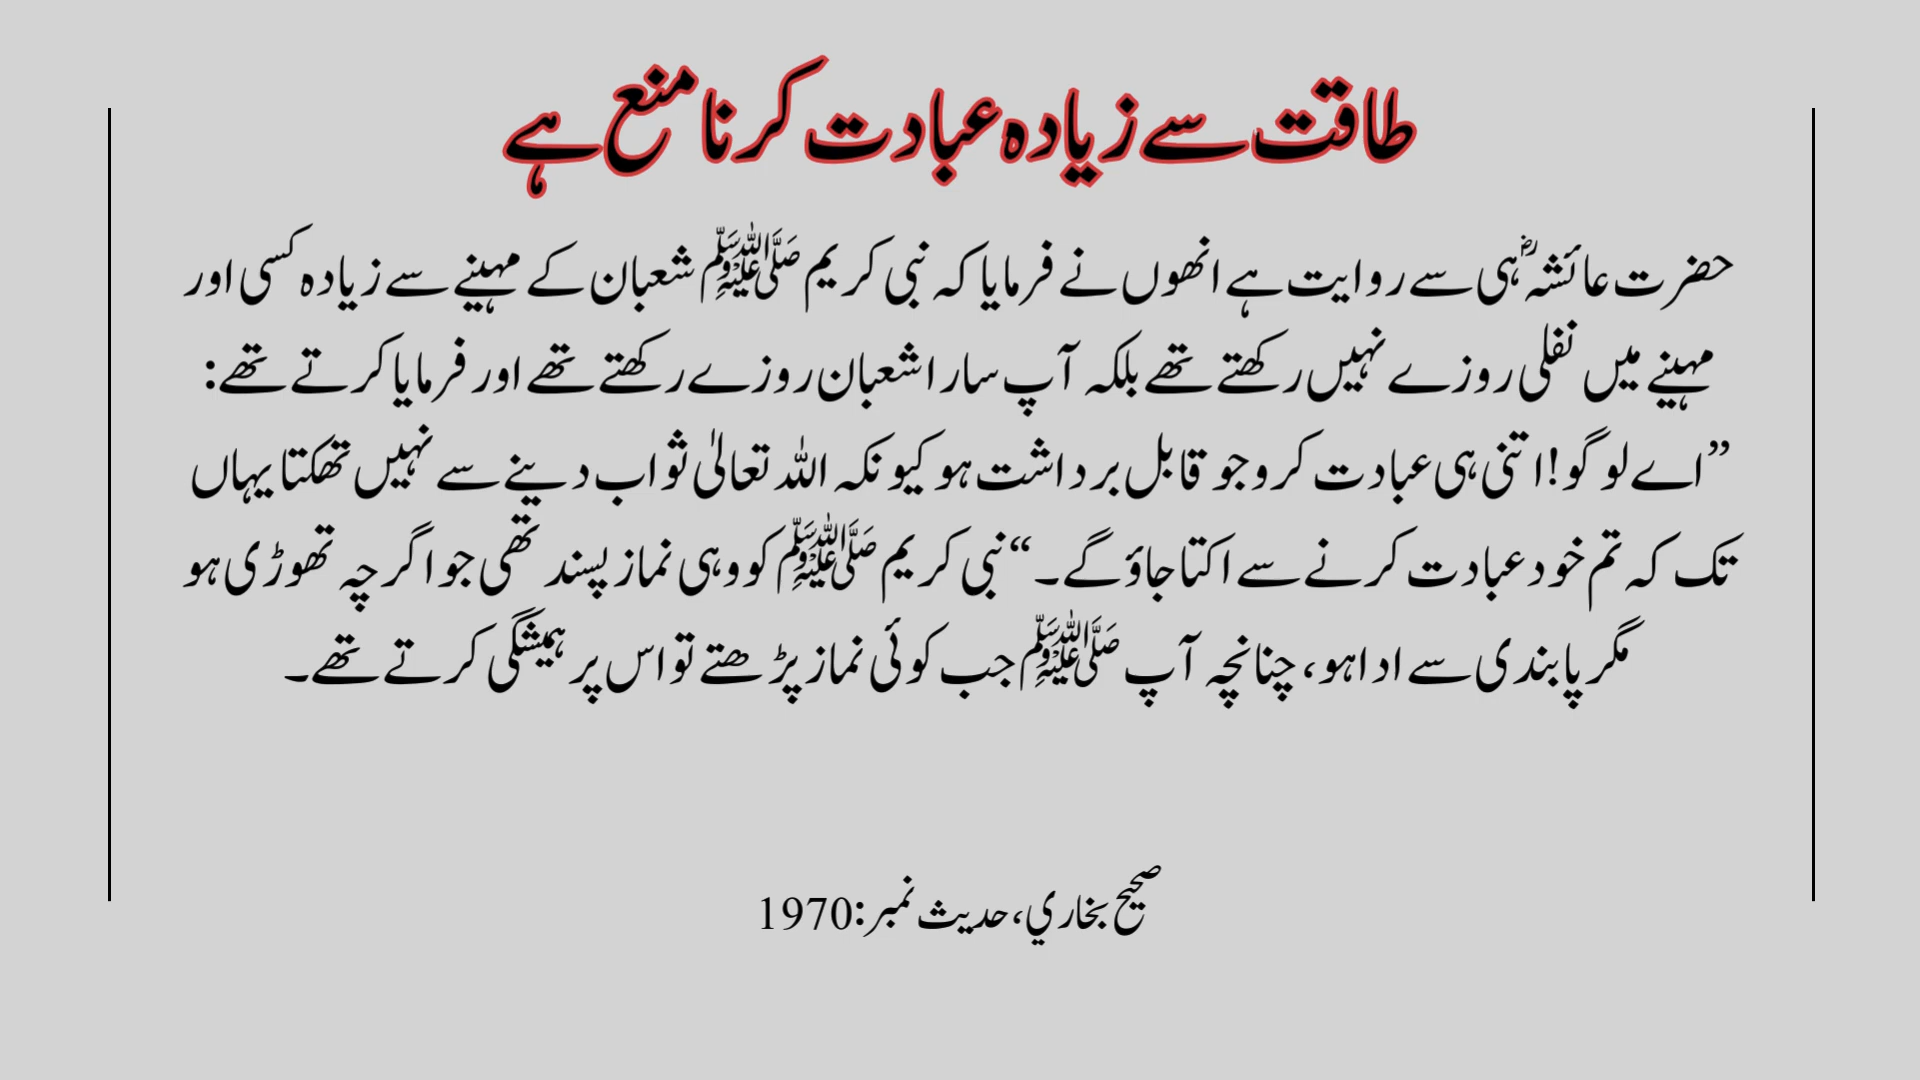 طاقت سے زیادہ عبادت کرنا منع ہے
حضرت عائشہؓ ہی سے روایت ہے انھوں نے فرمایا کہ نبی کریم ﷺ شعبان کے مہینے سے زیادہ کسی اور
مہینے میں نفلی روزے نہیں رکھتے تھے بلکہ آپ سارا شعبان روزے رکھتے تھے اور فرمایا کرتے تھے:
”اے لوگو! اتنی ہی عبادت کرو جو قابل برداشت ہو کیونکہ اللہ تعالیٰ ثواب دینے سے نہیں تھکتا یہاں
تک کہ تم خود عبادت کرنے سے اکتا جاؤ گے۔“ نبی کریم ﷺ کو وہی نماز پسند تھی جو اگرچہ تھوڑی ہو
مگر پابندی سے ادا ہو، چنانچہ آپ ﷺ جب کوئی نماز پڑھتے تو اس پر ہمیشگی کرتے تھے۔
صحیح بخاري، حدیث نمبر: 1970